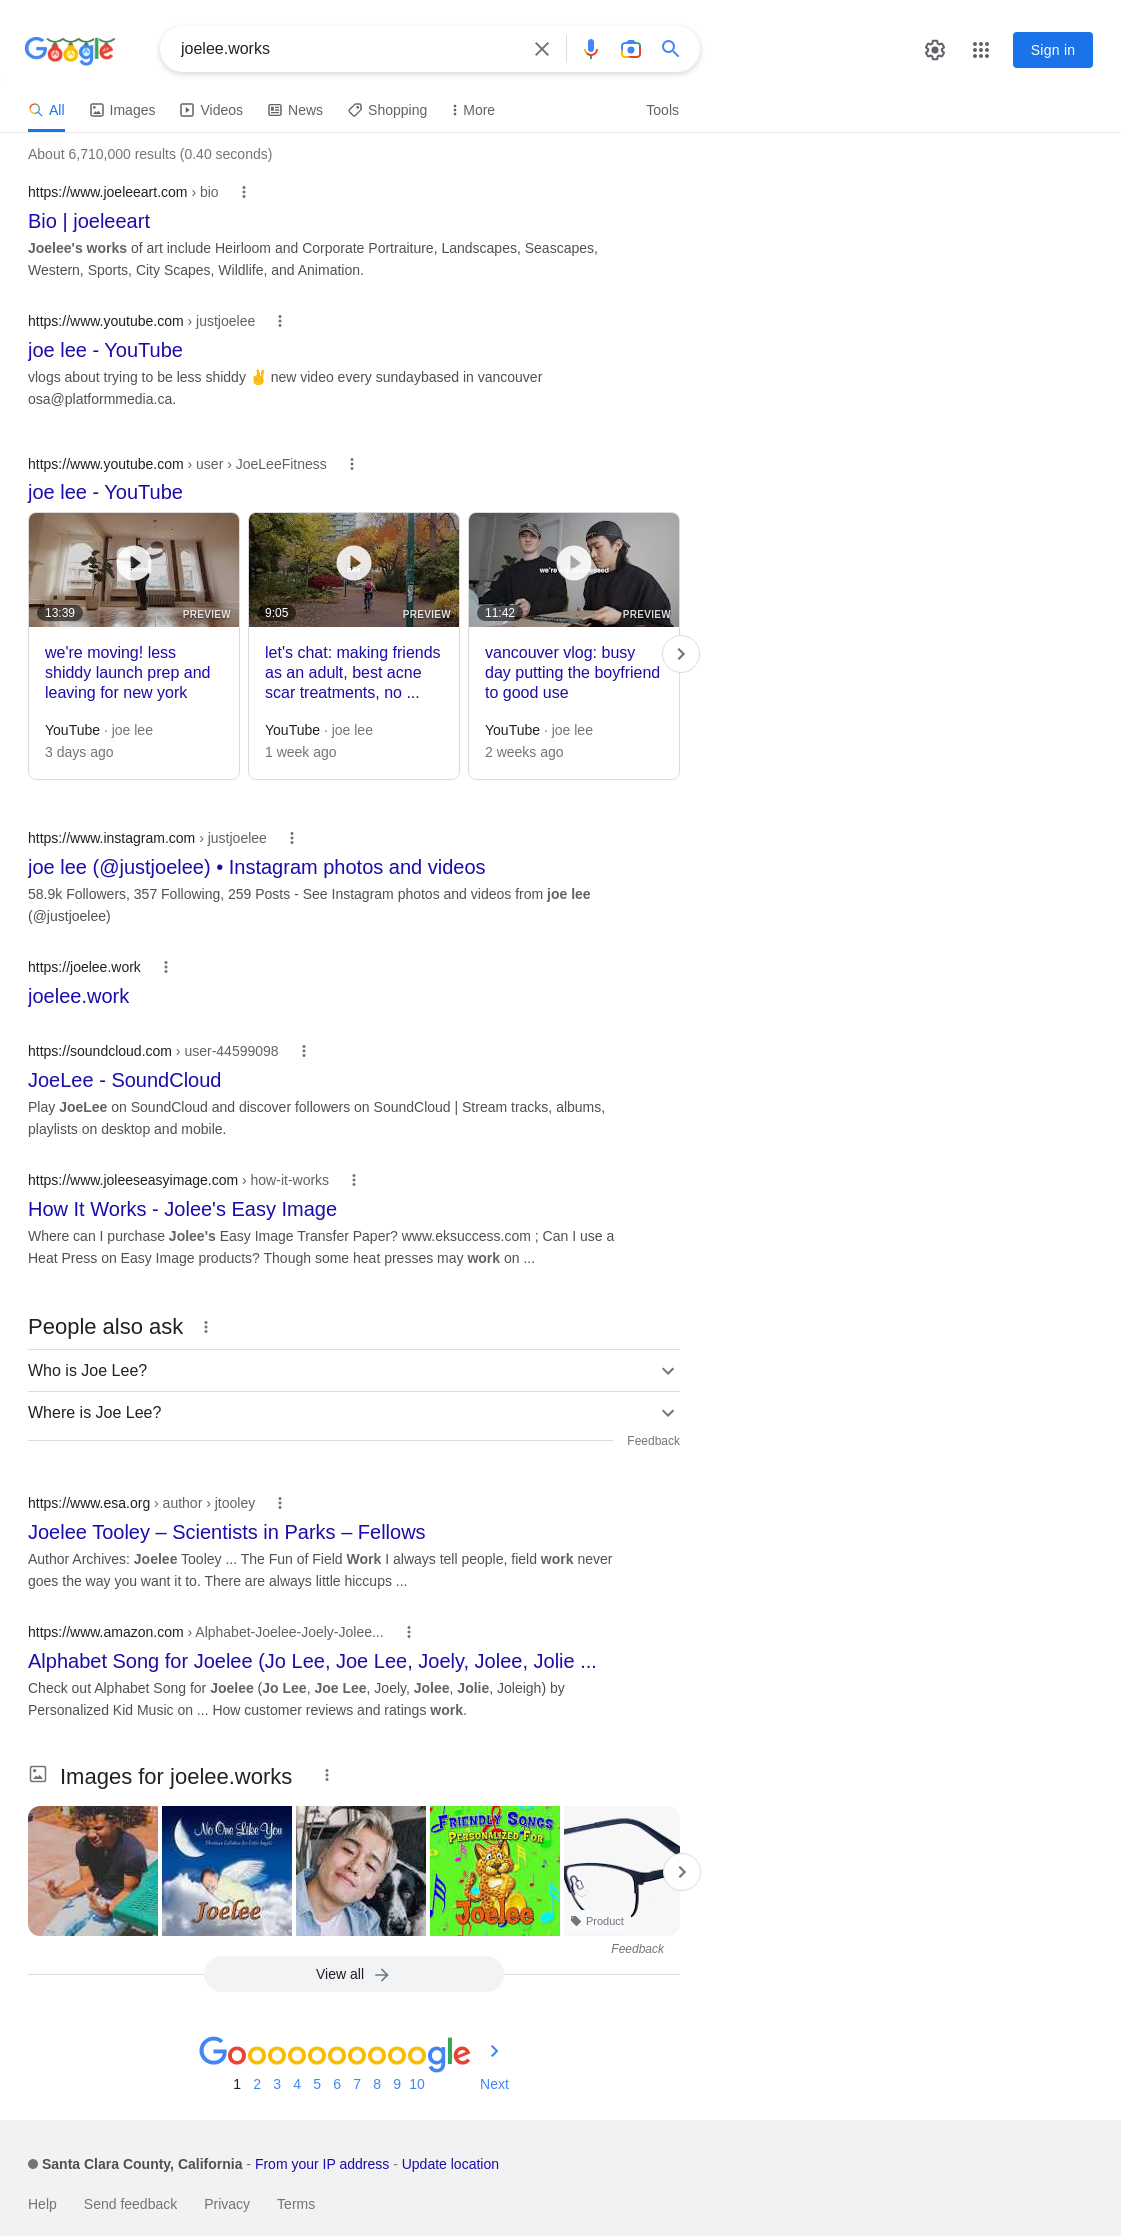 Google
joelee.works
Sign in
All
Images
Videos
News
Shopping
More
Tools
About 6,710,000 results (0.40 seconds)
https://www.joeleeart.com › bio
Bio | joeleeart
Joelee's works of art include Heirloom and Corporate Portraiture, Landscapes, Seascapes,
Western, Sports, City Scapes, Wildlife, and Animation.
https://www.youtube.com › justjoelee
joe lee - YouTube
vlogs about trying to be less shiddy ✌ new video every sundaybased in vancouver
osa@platformmedia.ca.
https://www.youtube.com › user › JoeLeeFitness
joe lee - YouTube
13:39
PREVIEW
9:05
PREVIEW
11:42
PREVIEW
we're moving! less
shiddy launch prep and
leaving for new york
YouTube · joe lee
3 days ago
let's chat: making friends
as an adult, best acne
scar treatments, no ...
YouTube · joe lee
1 week ago
vancouver vlog: busy
day putting the boyfriend
to good use
YouTube · joe lee
2 weeks ago
https://www.instagram.com › justjoelee
joe lee (@justjoelee) • Instagram photos and videos
58.9k Followers, 357 Following, 259 Posts - See Instagram photos and videos from joe lee
(@justjoelee)
https://joelee.work
joelee.work
https://soundcloud.com › user-44599098
JoeLee - SoundCloud
Play JoeLee on SoundCloud and discover followers on SoundCloud | Stream tracks, albums,
playlists on desktop and mobile.
https://www.joleeseasyimage.com › how-it-works
How It Works - Jolee's Easy Image
Where can I purchase Jolee's Easy Image Transfer Paper? www.eksuccess.com ; Can I use a
Heat Press on Easy Image products? Though some heat presses may work on ...
People also ask
Who is Joe Lee?
Where is Joe Lee?
Feedback
https://www.esa.org › author › jtooley
Joelee Tooley – Scientists in Parks – Fellows
Author Archives: Joelee Tooley ... The Fun of Field Work I always tell people, field work never
goes the way you want it to. There are always little hiccups ...
https://www.amazon.com › Alphabet-Joelee-Joely-Jolee...
Alphabet Song for Joelee (Jo Lee, Joe Lee, Joely, Jolee, Jolie ...
Check out Alphabet Song for Joelee (Jo Lee, Joe Lee, Joely, Jolee, Jolie, Joleigh) by
Personalized Kid Music on ... How customer reviews and ratings work.
Images for joelee.works
No One Like You
Joelee
FRIENDLY SONGS
PERSONALIZED FOR
Joelee
Product
Feedback
View all
Goooooooooogle
1 2 3 4 5 6 7 8 9 10 Next
Santa Clara County, California - From your IP address - Update location
Help Send feedback Privacy Terms